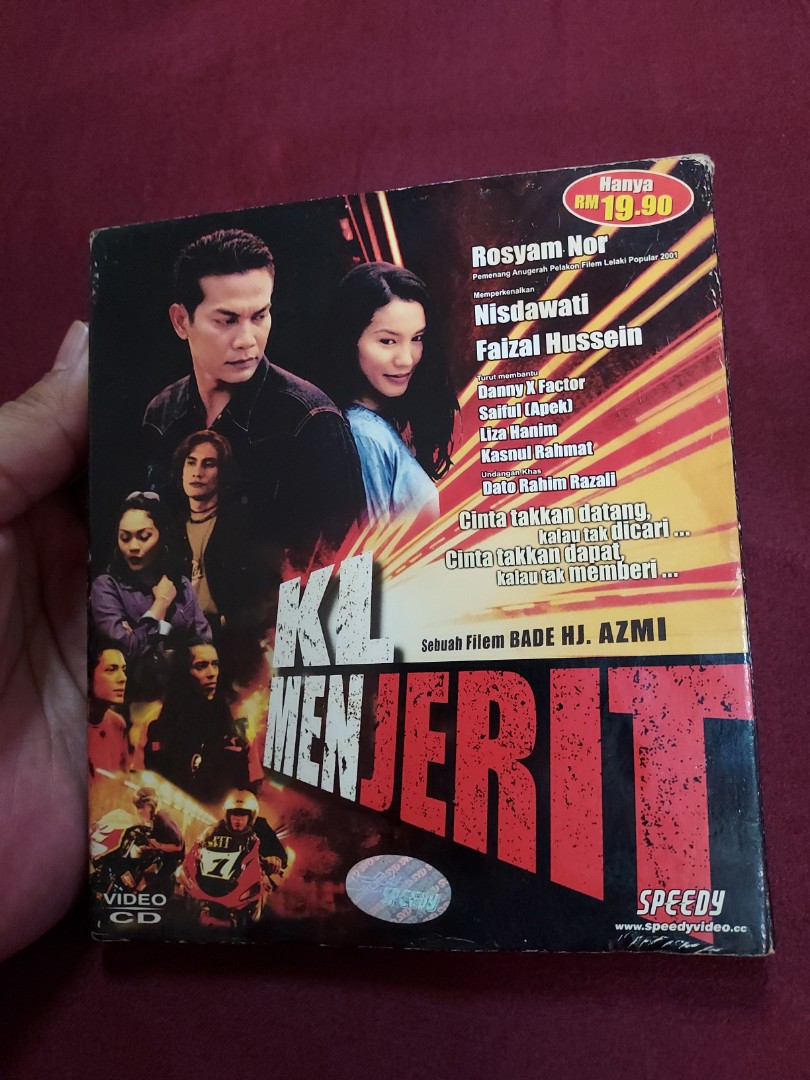 Hanya
RM 19.90
Rosyam Nor
Pemenang Anugerah Pelakon Filem Lelaki Popular 2001
Memperkenalkan
Nisdawati
Faizal Hussein
Turut membantu
Danny X Factor
Saiful (Apek)
Liza Hanim
Kasnul Rahmat
Undangan Khas
Dato Rahim Razali
Cinta takkan datang,
kalau tak dicari ...
Cinta takkan dapat,
kalau tak memberi ...
KL
Sebuah Filem BADE HJ. AZMI
MENJERIT
1
VIDEO
CD
SPEEDY
SPEEDY
www.speedyvideo.cc